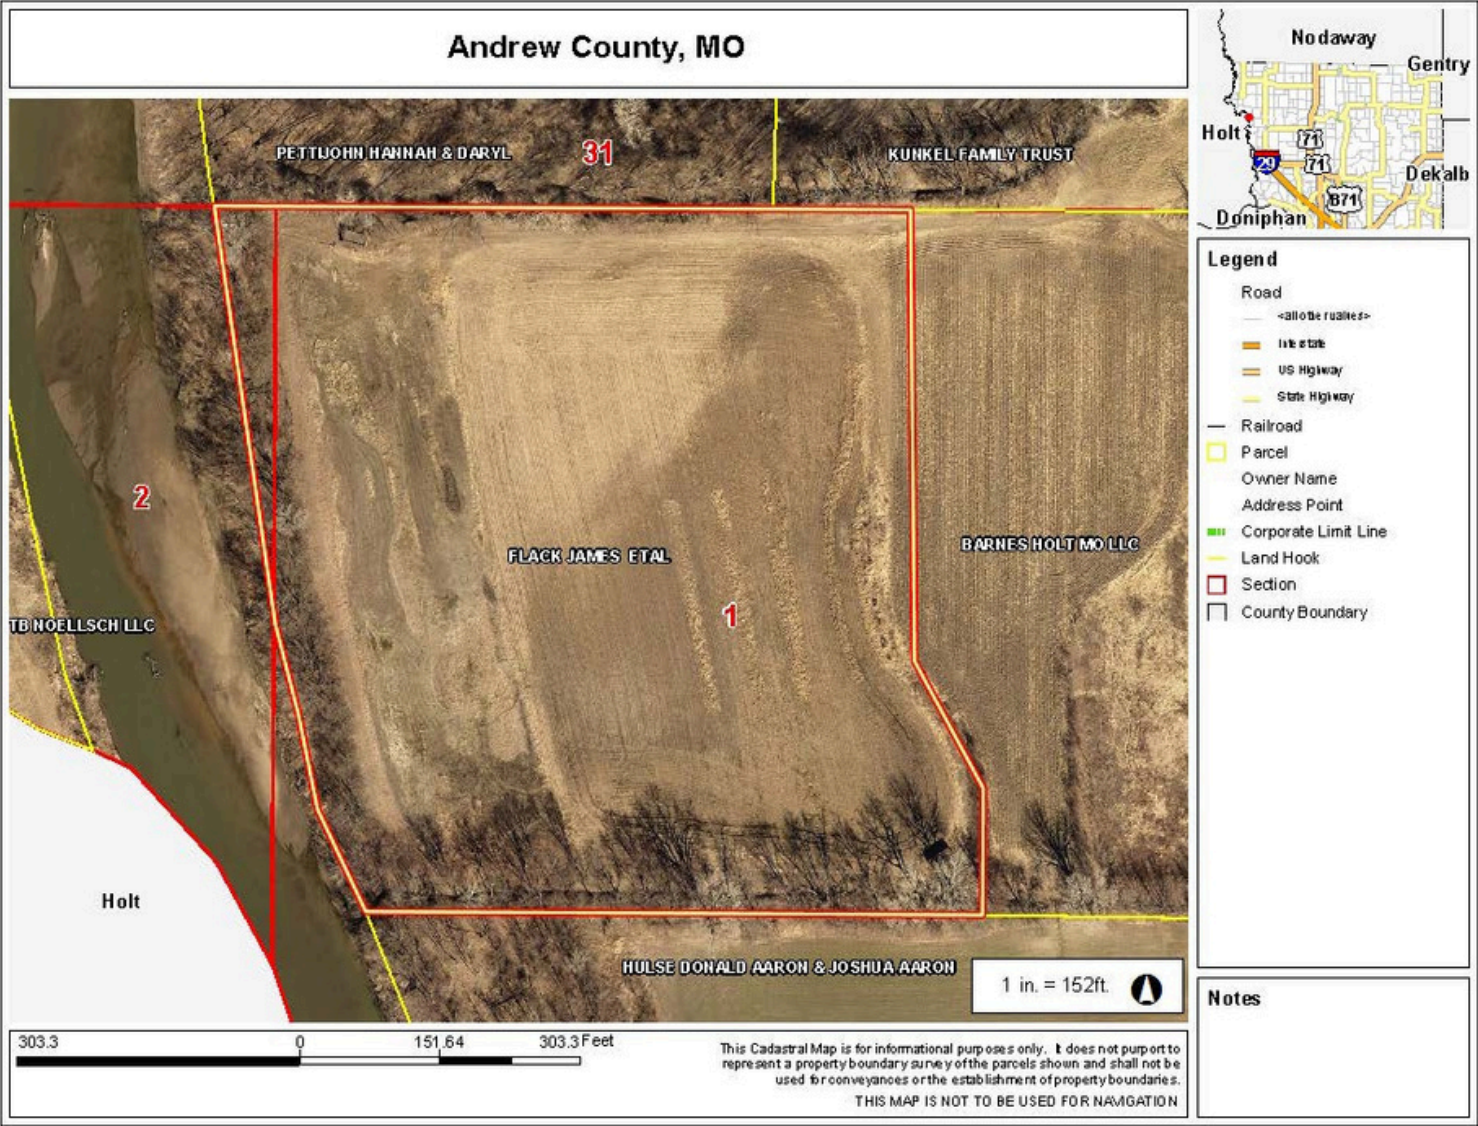 Andrew County, MO
PETTIJOHN HANNAH & DARYL
31
KUNKEL FAMILY TRUST
2
FLACK JAMES ETAL
BARNES HOLT MO LLC
1
TB NOELLSCH LLC
Holt
HULSE DONALD AARON & JOSHUA AARON
1 in. = 152ft.
303.3
0
151.64
303.3 Feet
This Cadastral Map is for informational purposes only. It does not purport to
represent a property boundary survey of the parcels shown and shall not be
used for conveyances or the establishment of property boundaries.
THIS MAP IS NOT TO BE USED FOR NAVIGATION
Nodaway
Gentry
Holt
71
29
71
Dekalb
B71
Doniphan
Legend
Road
<all other values>
Interstate
US Highway
State Highway
Railroad
Parcel
Owner Name
Address Point
Corporate Limit Line
Land Hook
Section
County Boundary
Notes